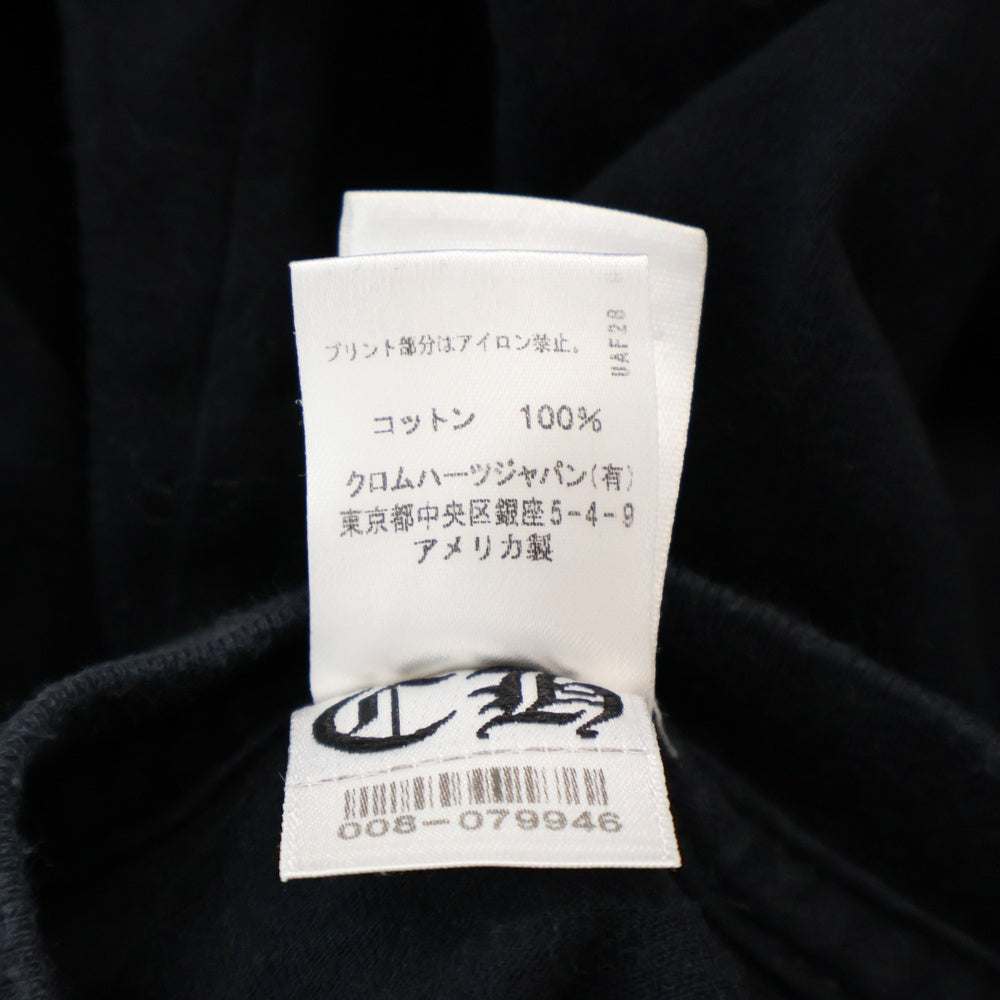 プリント部分はアイロン禁止。
UAF28
コットン 100%
クロムハーツジャパン(有)
東京都中央区銀座5-4-9
アメリカ製
CH
008-079946